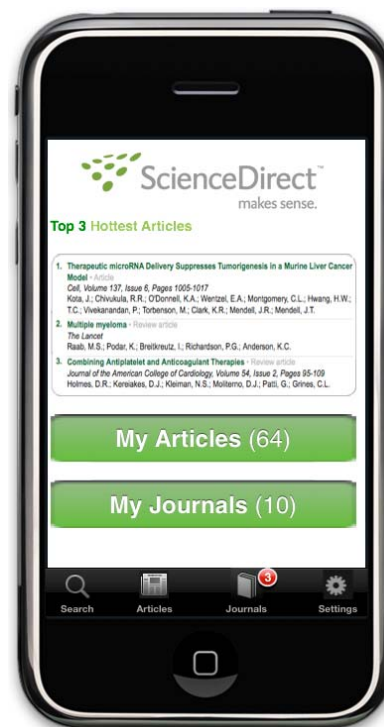 ScienceDirect™
makes sense.
Top 3 Hottest Articles
1. Therapeutic microRNA Delivery Suppresses Tumorigenesis in a Murine Liver Cancer
Model • Article
Cell, Volume 137, Issue 6, Pages 1005-1017
Kota, J.; Chivukula, R.R.; O'Donnell, K.A.; Wentzel, E.A.; Montgomery, C.L.; Hwang, H.W.;
T.C.; Vivekanandan, P.; Torbenson, M.; Clark, K.R.; Mendell, J.R.; Mendell, J.T.
2. Multiple myeloma • Review article
The Lancet
Raab, M.S.; Podar, K.; Breitkreutz, I.; Richardson, P.G.; Anderson, K.C.
3. Combining Antiplatelet and Anticoagulant Therapies • Review article
Journal of the American College of Cardiology, Volume 54, Issue 2, Pages 95-109
Holmes, D.R.; Kereiakes, D.J.; Kleiman, N.S.; Moliterno, D.J.; Patti, G.; Grines, C.L.
My Articles (64)
My Journals (10)
3
Search Articles Journals Settings